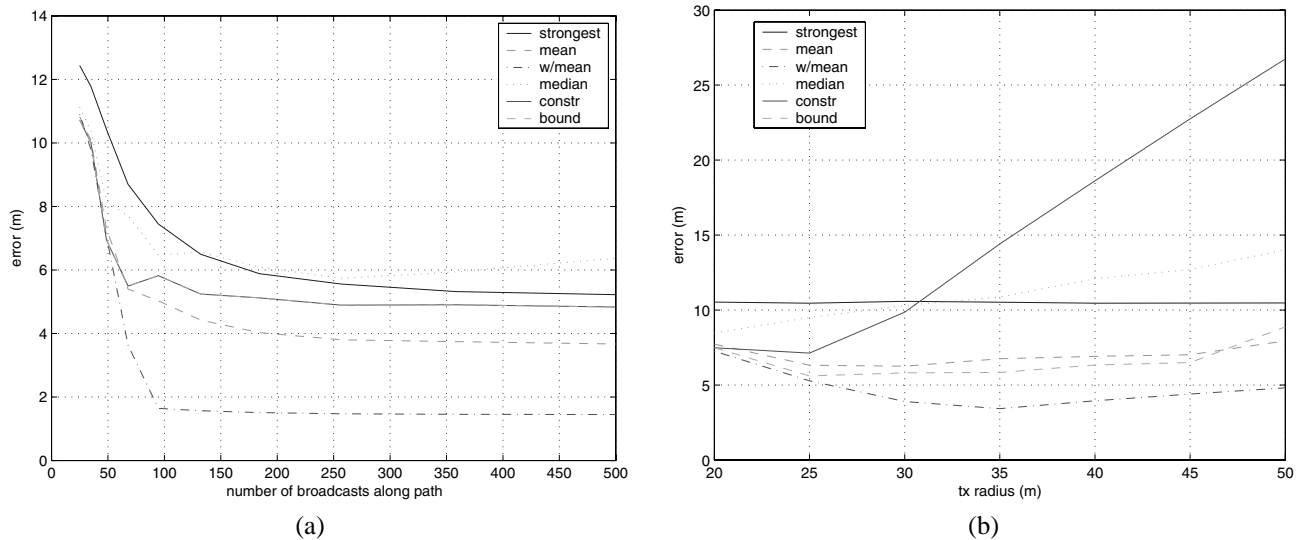 14
12
10
8
6
4
2
0
error (m)
0 50 100 150 200 250 300 350 400 450 500
number of broadcasts along path
strongest
mean
w/mean
median
constr
bound
(a)
30
25
20
15
10
5
0
error (m)
20 25 30 35 40 45 50
tx radius (m)
strongest
mean
w/mean
median
constr
bound
(b)